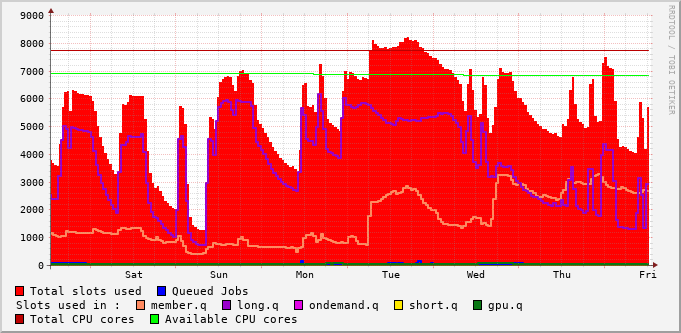 9000
8000
7000
6000
5000
4000
3000
2000
1000
0
Sat Sun Mon Tue Wed Thu Fri
RRDTOOL / TOBI OETIKER
Total slots used Queued Jobs
Slots used in : member.q long.q ondemand.q short.q gpu.q
Total CPU cores Available CPU cores